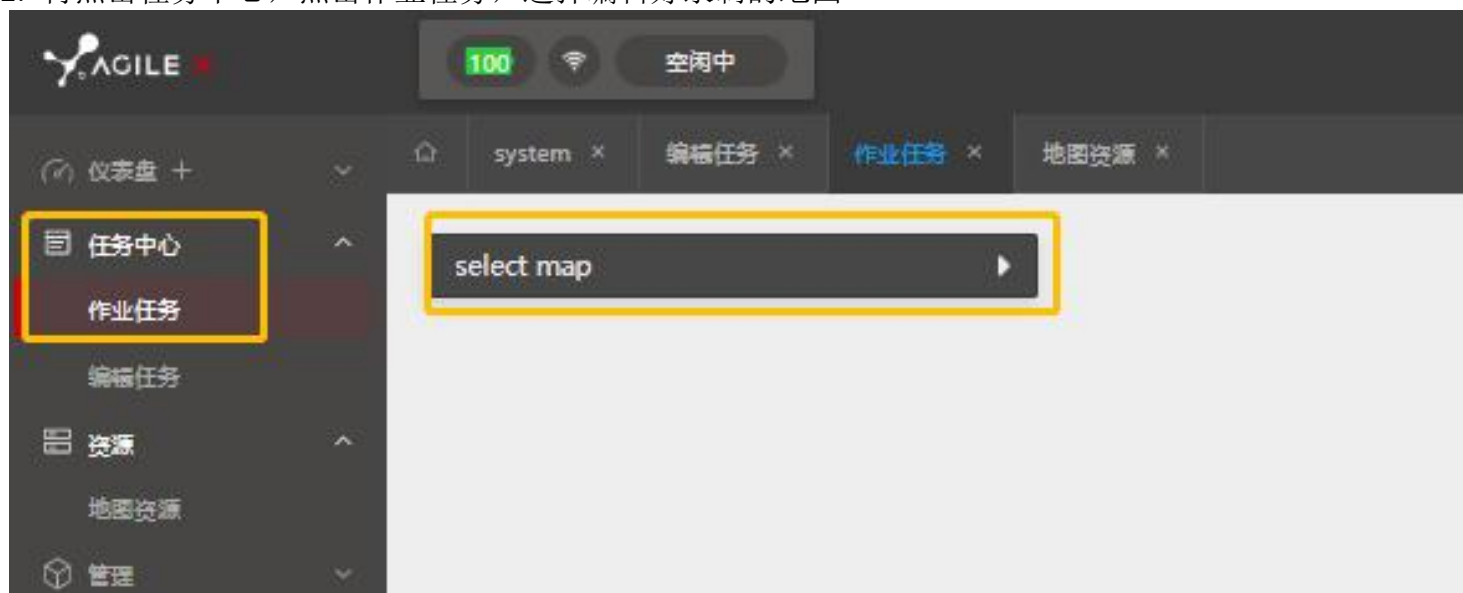 AGILE X
100
空闲中
仪表盘 +
system ×
编辑任务 ×
作业任务 ×
地图资源 ×
任务中心
作业任务
编辑任务
select map
资源
地图资源
管理